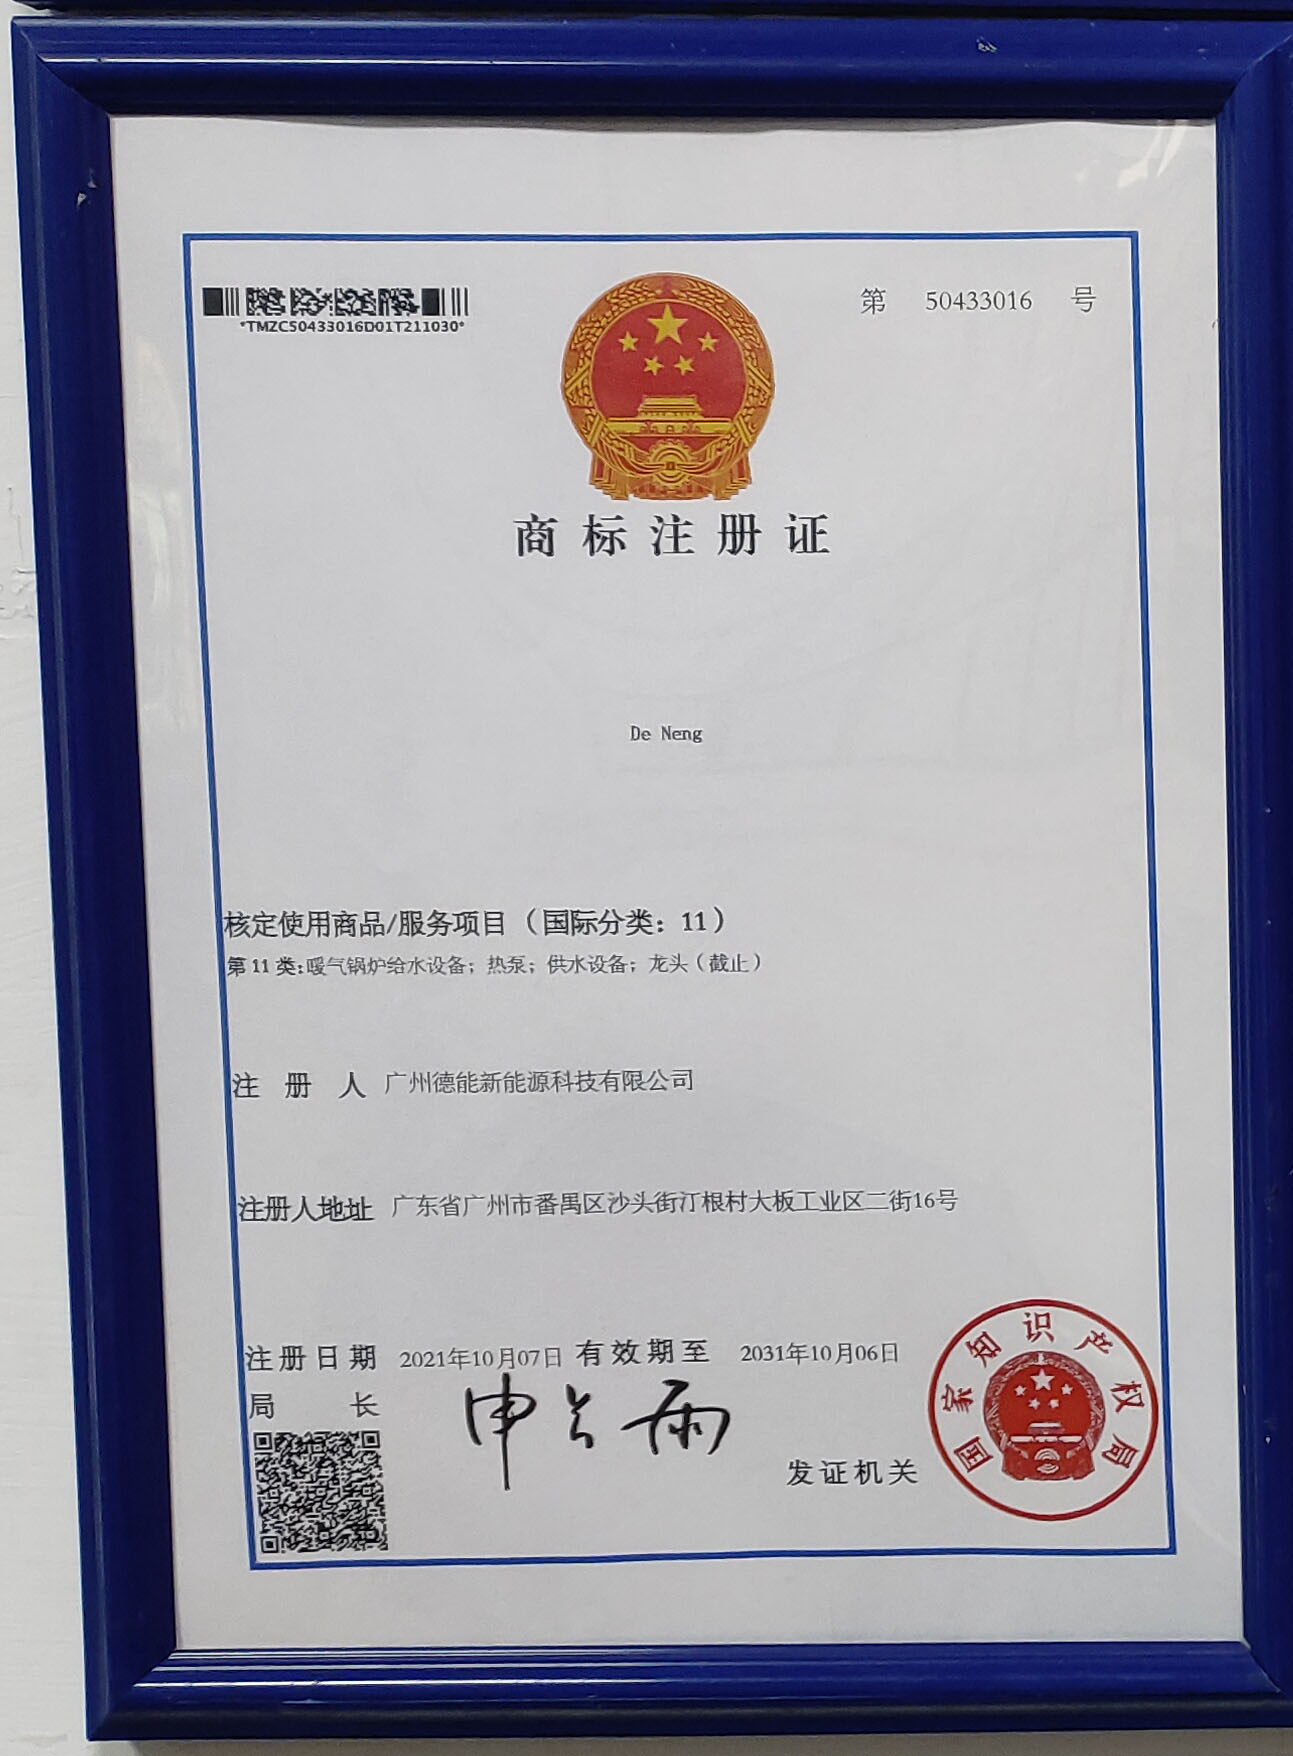 *TMZC50433016D01T211030*
第 50433016 号
商标注册证
De Neng
核定使用商品/服务项目（国际分类：11）
第11类:暖气锅炉给水设备；热泵；供水设备；龙头（截止）
注册人 广州德能新能源科技有限公司
注册人地址 广东省广州市番禺区沙头街汀根村大板工业区二街16号
注册日期 2021年10月07日 有效期至 2031年10月06日
局长 申长雨
发证机关
国家知识产权局